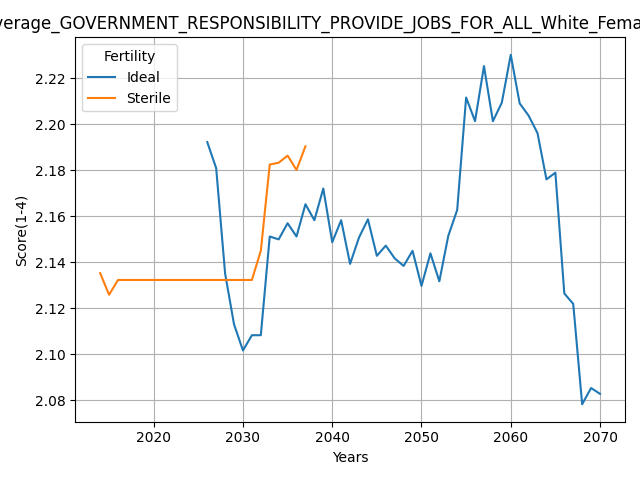 verage_GOVERNMENT_RESPONSIBILITY_PROVIDE_JOBS_FOR_ALL_White_Fema
Fertility
Ideal
Sterile
2.22
2.20
2.18
2.16
2.14
2.12
2.10
2.08
Score(1-4)
2020 2030 2040 2050 2060 2070
Years